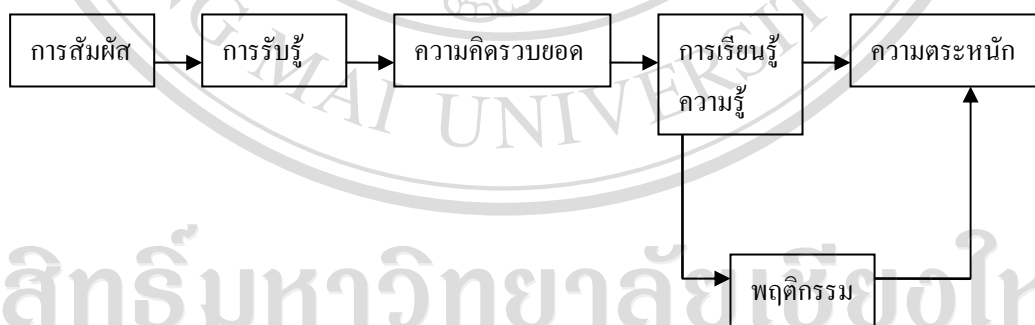 การสัมผัส
การรับรู้
ความคิดรวบยอด
การเรียนรู้
ความรู้
ความตระหนัก
พฤติกรรม
MAI UNIVERSIT
สิทธิ์มหาวิทยาลัยเชียงให